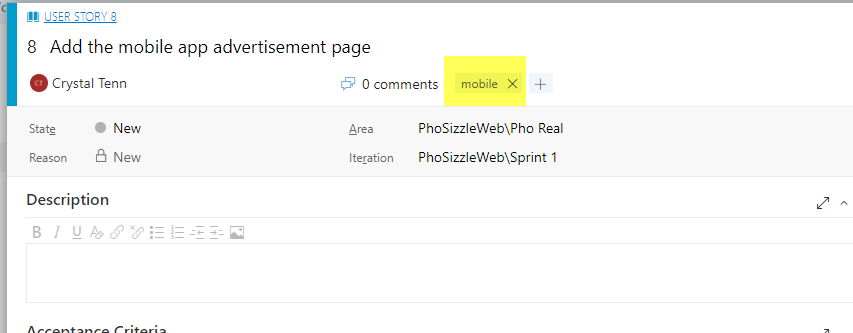 USER STORY 8
8 Add the mobile app advertisement page
CT Crystal Tenn 0 comments mobile
State New Area PhoSizzleWeb\Pho Real
Reason New Iteration PhoSizzleWeb\Sprint 1
Description
B I U
Acceptance Criteria